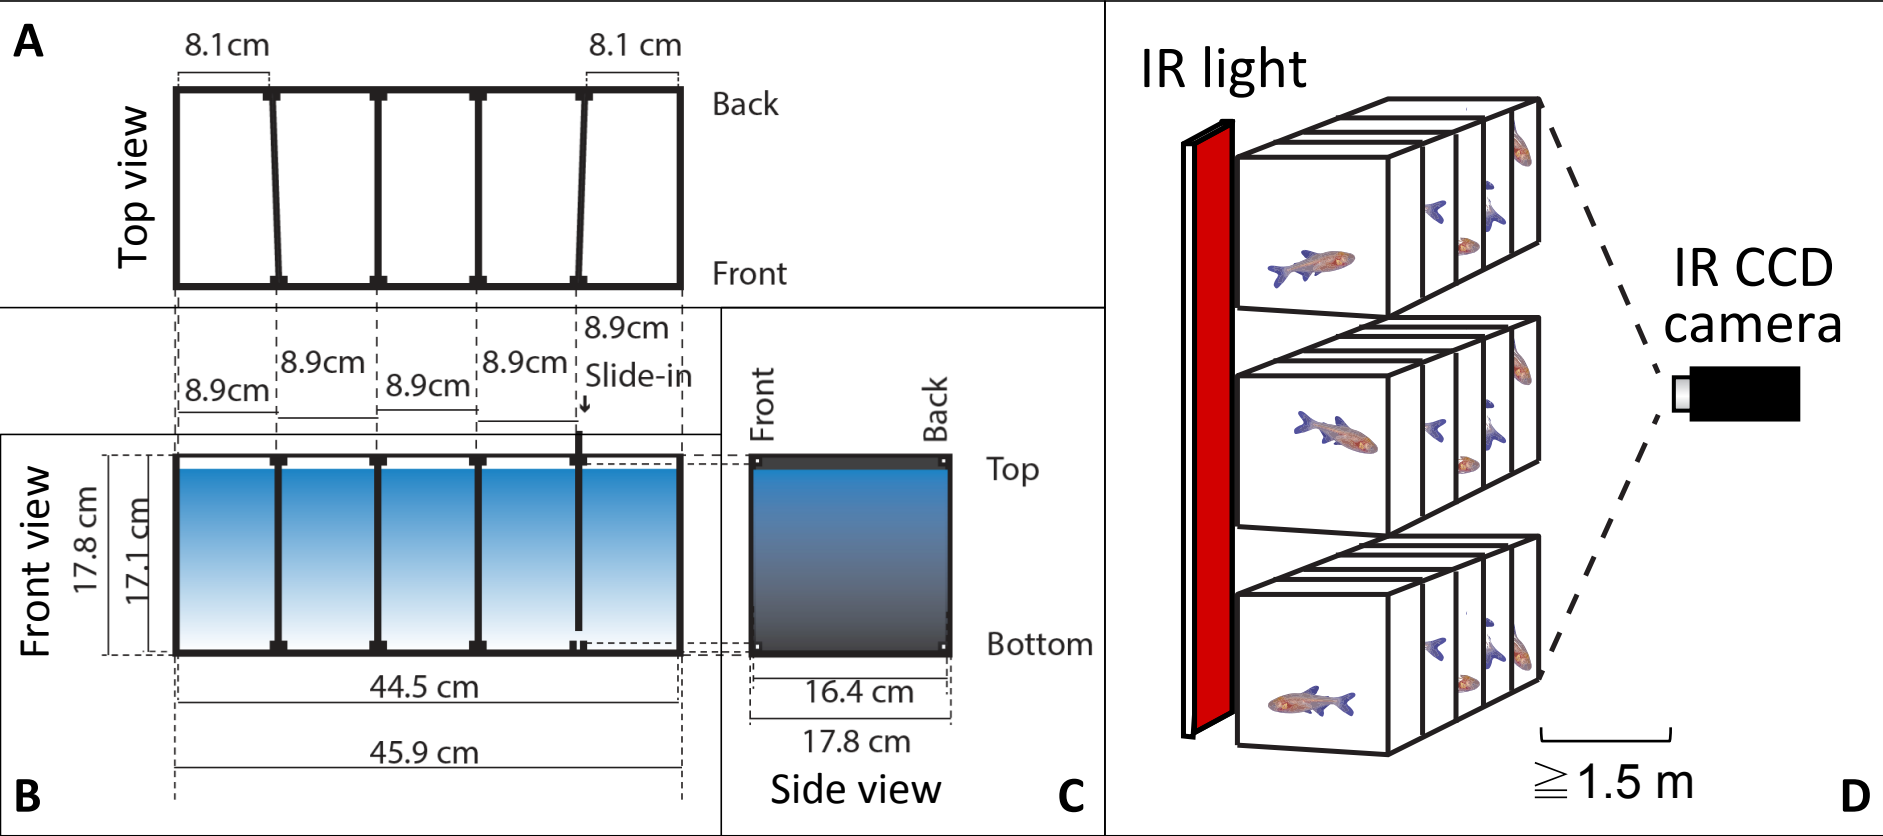 A
8.1cm
8.1 cm
Top view
Back
Front
8.9cm
8.9cm
8.9cm
8.9cm
8.9cm
Slide-in
Front view
17.8 cm
17.1 cm
44.5 cm
45.9 cm
B
Front
Back
Top
Bottom
16.4 cm
17.8 cm
Side view
C
IR light
IR CCD
camera
≧ 1.5 m
D